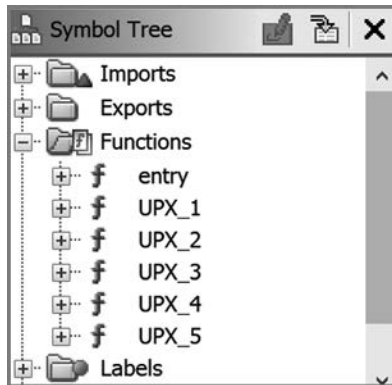 Symbol Tree
Imports
Exports
Functions
entry
UPX_1
UPX_2
UPX_3
UPX_4
UPX_5
Labels